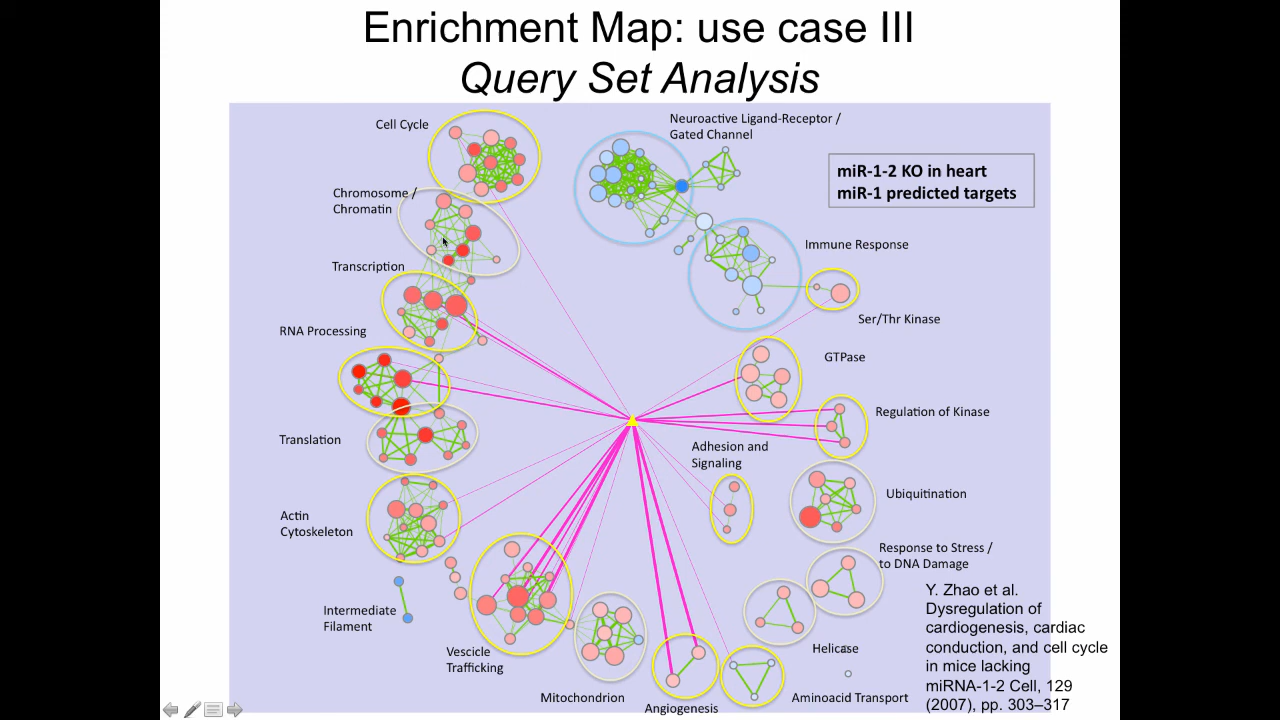 Enrichment Map: use case III
Query Set Analysis
Cell Cycle
Neuroactive Ligand-Receptor /
Gated Channel
miR-1-2 KO in heart
miR-1 predicted targets
Chromosome /
Chromatin
Immune Response
Transcription
Ser/Thr Kinase
RNA Processing
GTPase
Regulation of Kinase
Translation
Adhesion and
Signaling
Ubiquitination
Actin
Cytoskeleton
Response to Stress /
to DNA Damage
Intermediate
Filament
Vescicle
Trafficking
Helicase
Mitochondrion
Angiogenesis
Aminoacid Transport
Y. Zhao et al.
Dysregulation of
cardiogenesis, cardiac
conduction, and cell cycle
in mice lacking
miRNA-1-2 Cell, 129
(2007), pp. 303–317